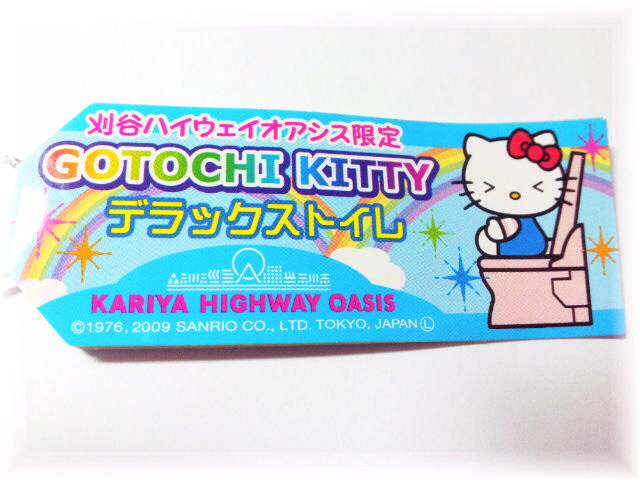 刈谷ハイウェイオアシス限定
GOTOCHI KITTY
デラックストイレ
KARIYA HIGHWAY OASIS
©1976, 2009 SANRIO CO., LTD. TOKYO, JAPAN Ⓛ